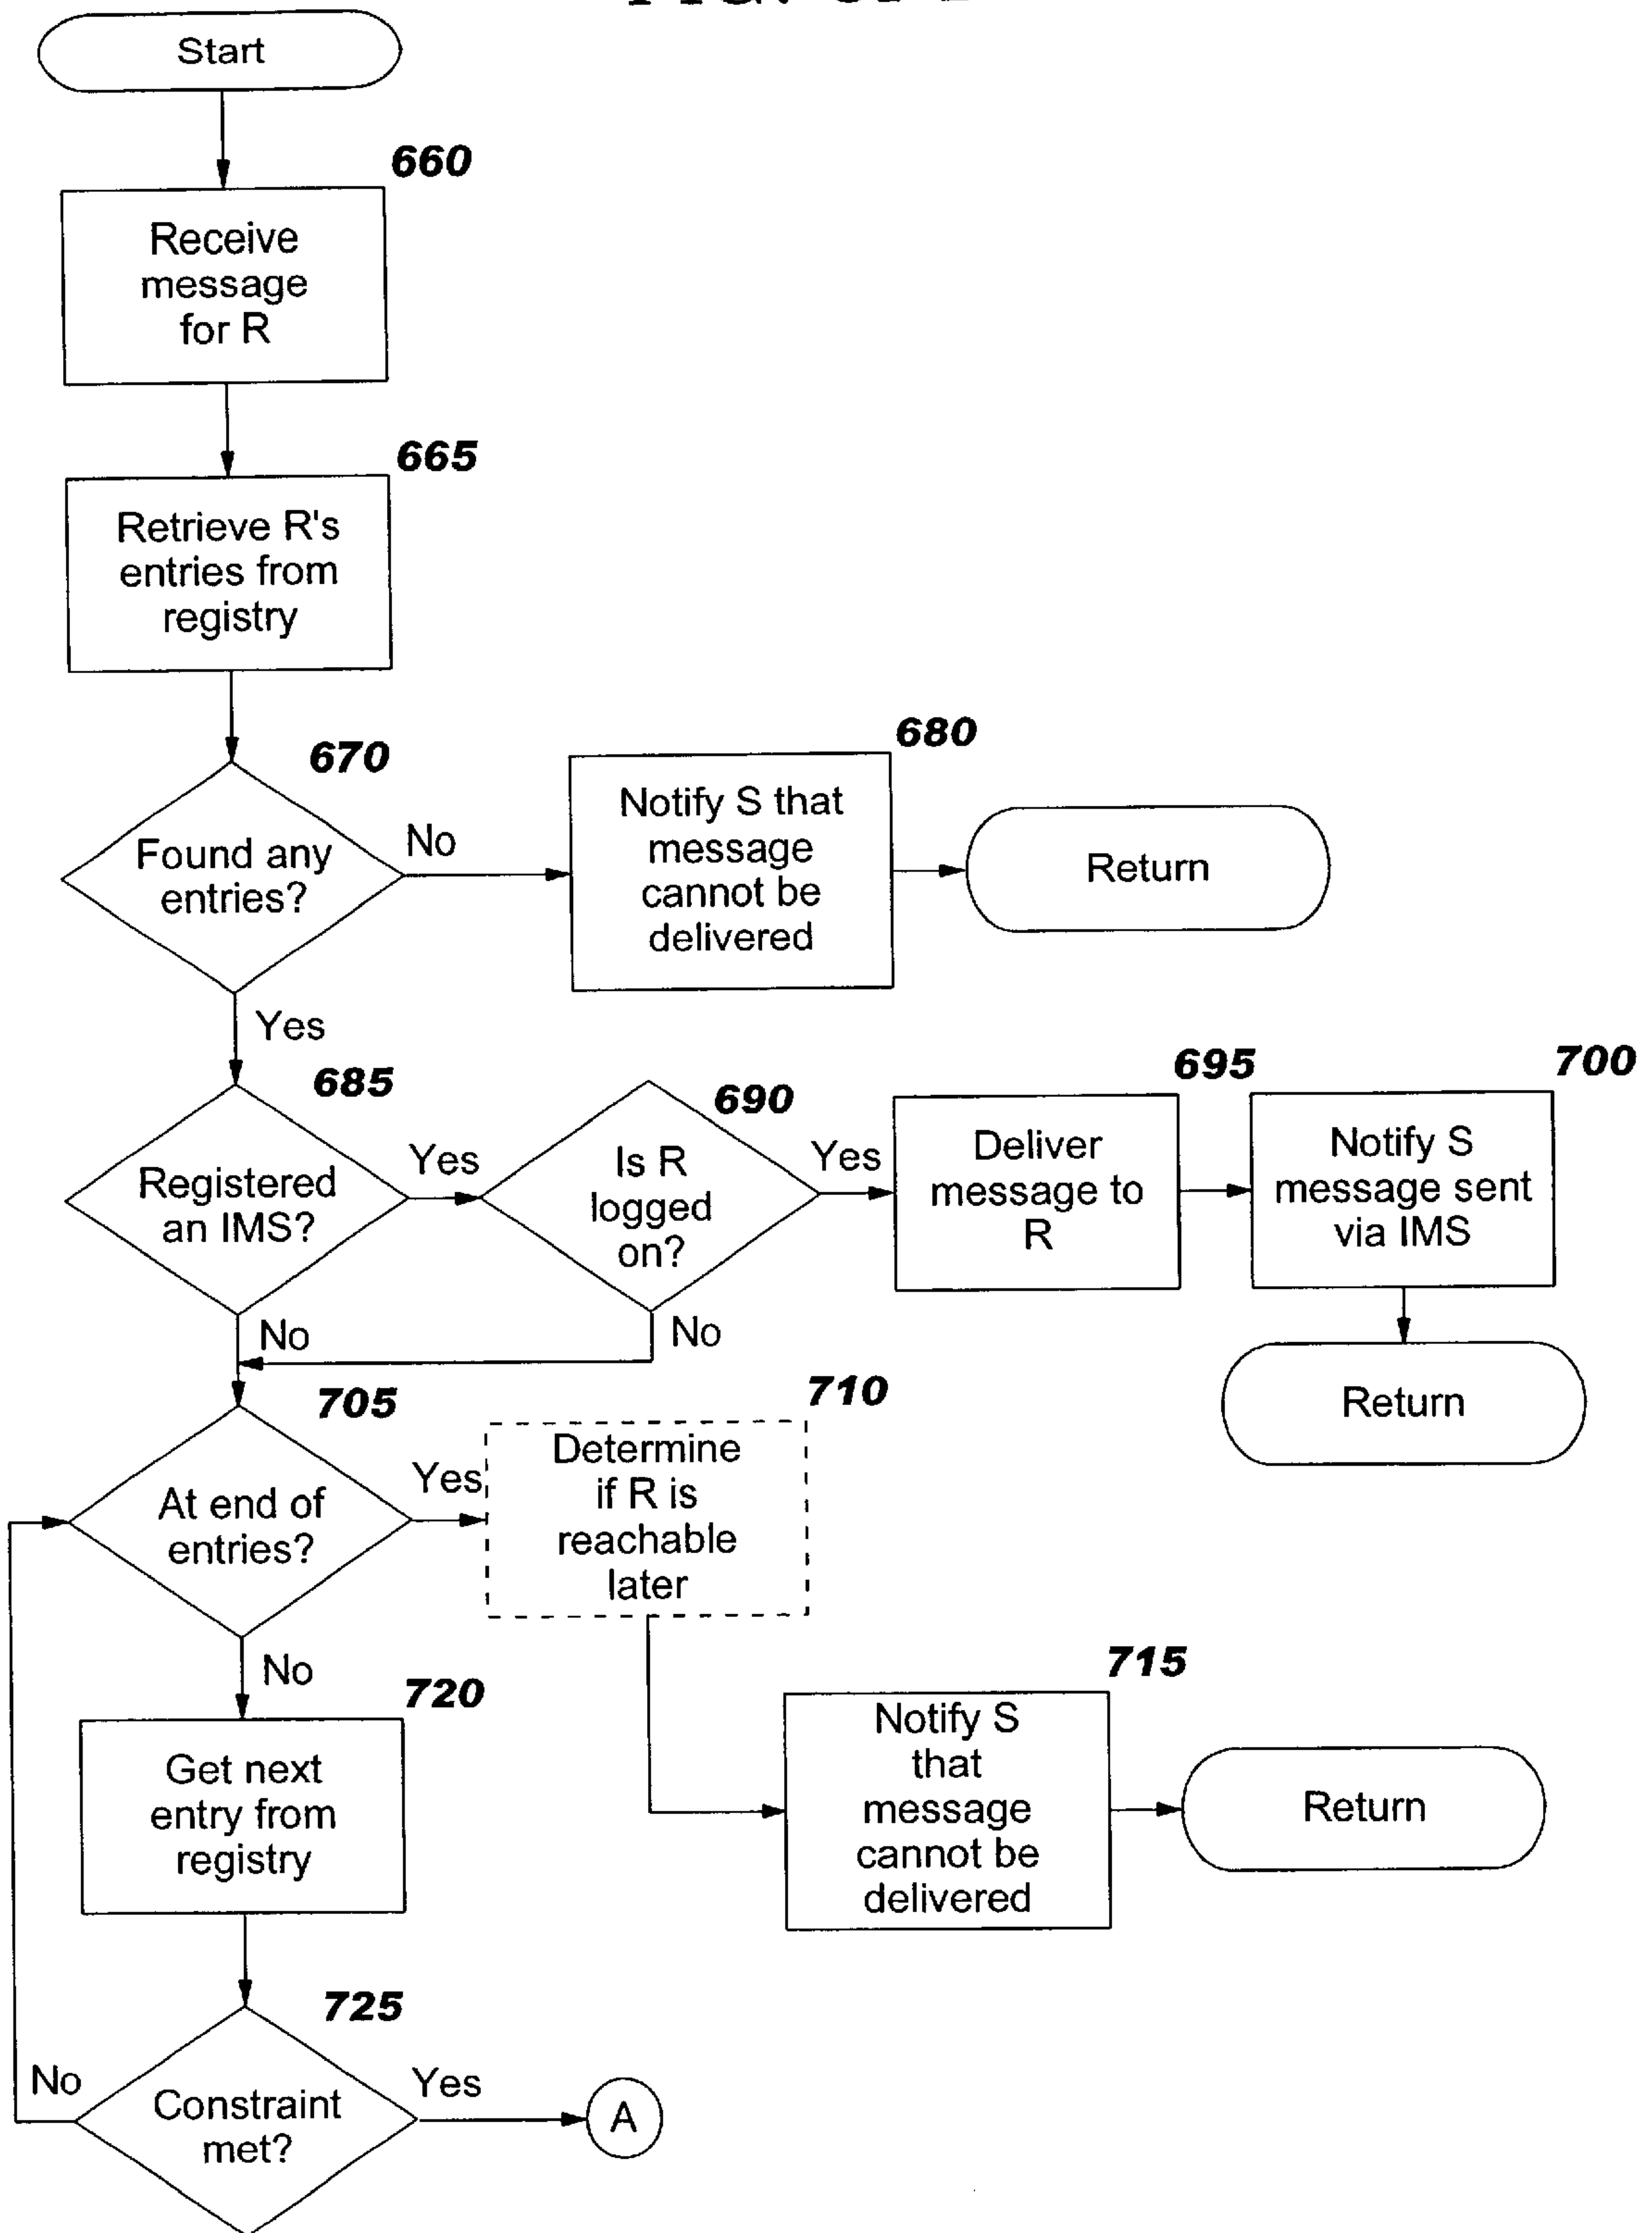 Start
660
Receive
message
for R
665
Retrieve R's
entries from
registry
670
Found any
entries?
No
680
Notify S that
message
cannot be
delivered
Return
Yes
685
Registered
an IMS?
Yes
690
Is R
logged
on?
Yes
695
Deliver
message to
R
700
Notify S
message sent
via IMS
No
No
Return
705
At end of
entries?
Yes
710
Determine
if R is
reachable
later
No
715
Notify S
that
message
cannot be
delivered
Return
720
Get next
entry from
registry
725
No
Constraint
met?
Yes
A